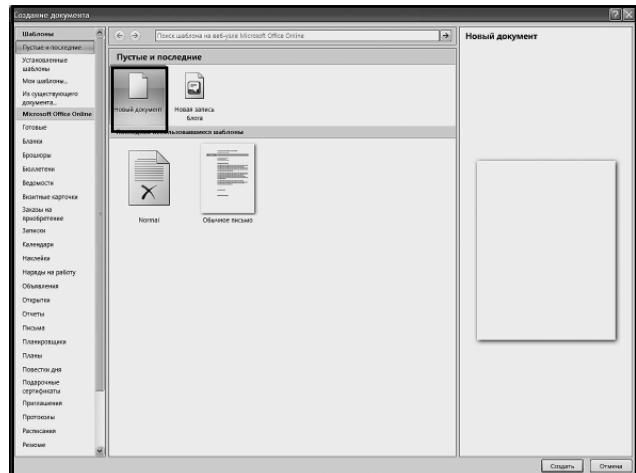 Создание документа
Шаблоны
Пустые и последние
Установленные
шаблоны
Мои шаблоны...
Из существующего
документа...
Microsoft Office Online
Готовые
Бланки
Брошюры
Бюллетени
Ведомости
Визитные карточки
Заказы на
приобретение
Записки
Календари
Наклейки
Наряды на работу
Объявления
Открытки
Отчеты
Письма
Планировщики
Планы
Повестки дня
Подарочные
сертификаты
Приглашения
Протоколы
Расписания
Резюме
Поиск шаблона на веб-узле Microsoft Office Online
Пустые и последние
Новый документ
Новая запись
блога
Последние использовавшиеся шаблоны
Normal
Обычное письмо
Новый документ
Создать
Отмена